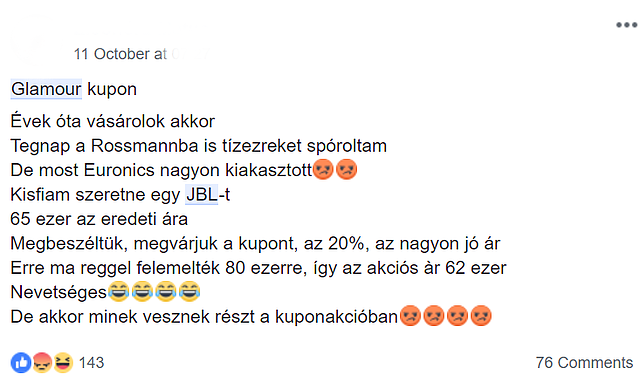 11 October at
Glamour kupon
Évek óta vásárolok akkor
Tegnap a Rossmannba is tízezreket spóroltam
De most Euronics nagyon kiakasztott😡😡
Kisfiam szeretne egy JBL-t
65 ezer az eredeti ára
Megbeszéltük, megvárjuk a kupont, az 20%, az nagyon jó ár
Erre ma reggel felemelték 80 ezerre, így az akciós àr 62 ezer
Nevetséges😂😂😂😂
De akkor minek vesznek részt a kuponakcióban😡😡😡😡
143
76 Comments